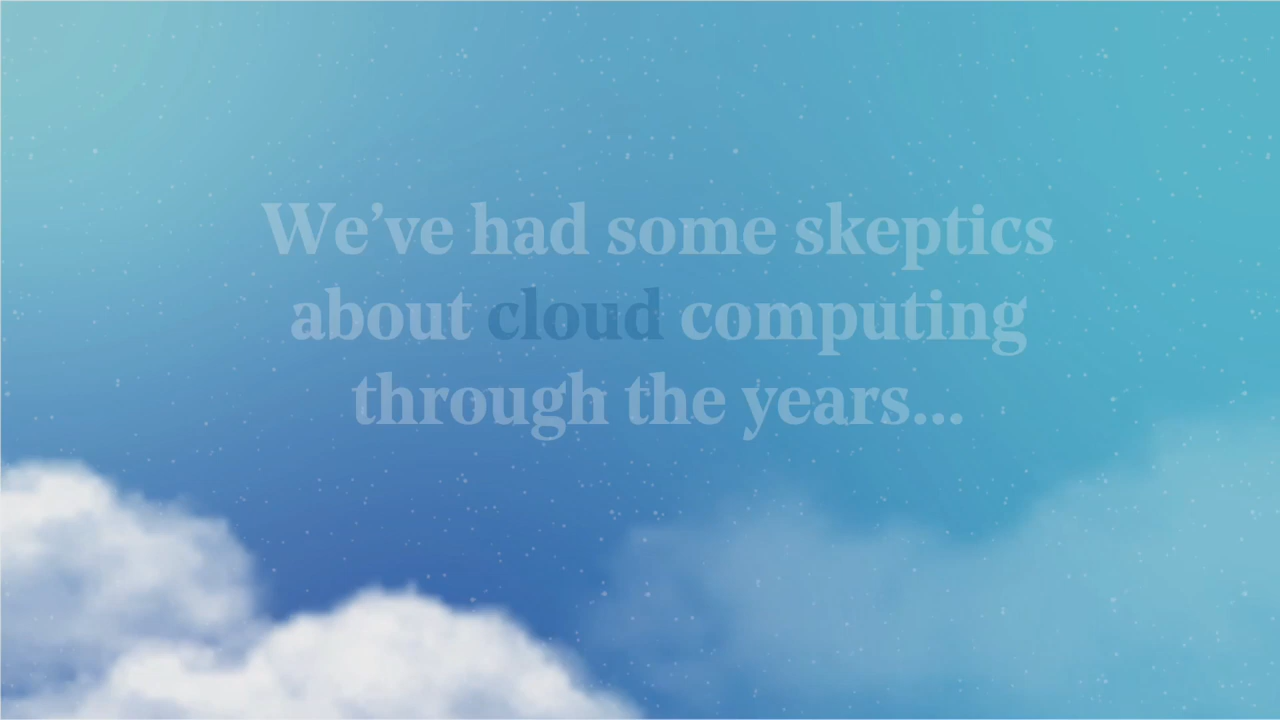 We’ve had some skeptics
about cloud computing
through the years...